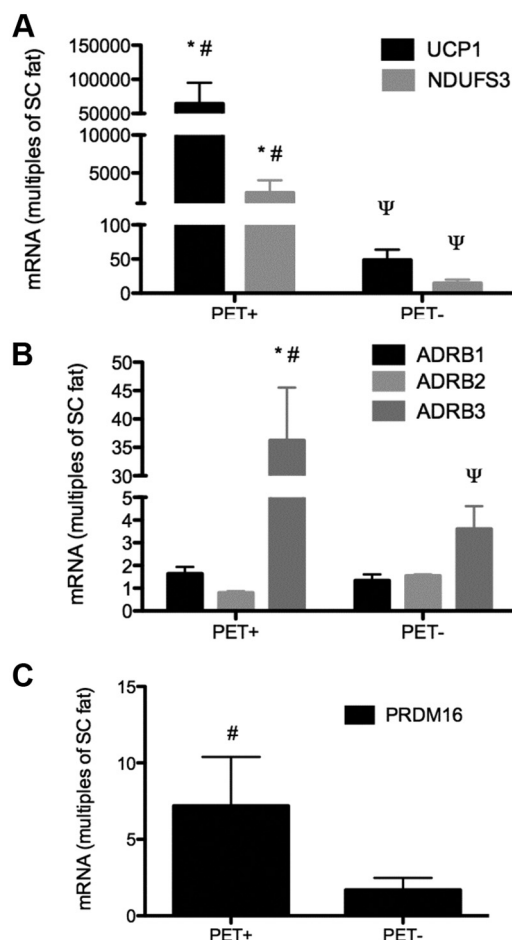 A
mRNA (multiples of SC fat)
150000
100000
50000
10000
5000
100
50
0
* #
* #
Ψ
Ψ
UCP1
NDUFS3
PET+
PET-
B
mRNA (multiples of SC fat)
50
45
40
35
30
5
4
3
2
1
0
* #
Ψ
ADRB1
ADRB2
ADRB3
PET+
PET-
C
mRNA (multiples of SC fat)
15
10
5
0
#
PRDM16
PET+
PET-